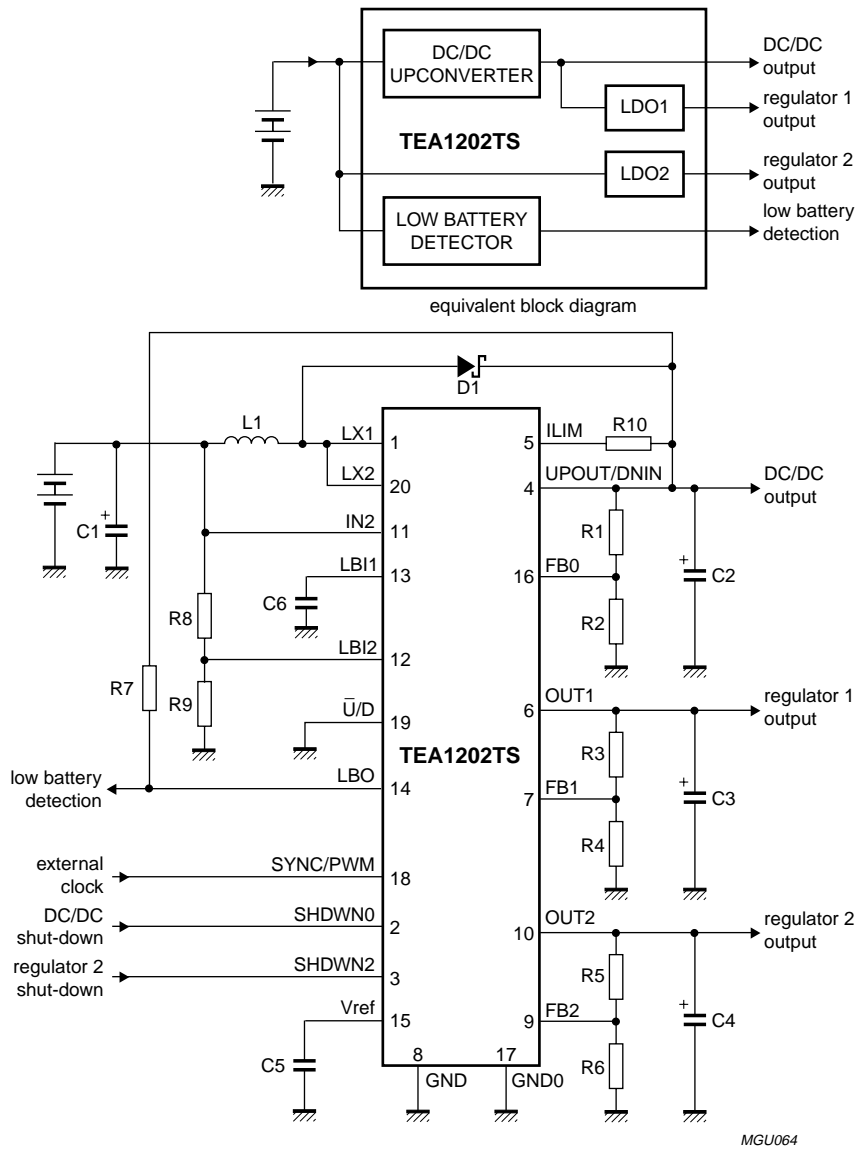 DC/DC
UPCONVERTER
DC/DC
output
LDO1
regulator 1
output
TEA1202TS
LDO2
regulator 2
output
LOW BATTERY
DETECTOR
low battery
detection
equivalent block diagram
D1
L1
LX1
1
5
ILIM
R10
LX2
20
4
UPOUT/DNIN
DC/DC
output
C1
+
IN2
11
R1
+
C2
LBI1
13
16
FB0
C6
R8
R2
LBI2
12
R7
R9
U̅/D
19
6
OUT1
regulator 1
output
TEA1202TS
R3
+
C3
low battery
detection
LBO
14
7
FB1
R4
external
clock
SYNC/PWM
18
DC/DC
shut-down
SHDWN0
2
10
OUT2
regulator 2
output
regulator 2
shut-down
SHDWN2
3
R5
+
C4
Vref
15
9
FB2
C5
R6
8
GND
17
GND0
MGU064